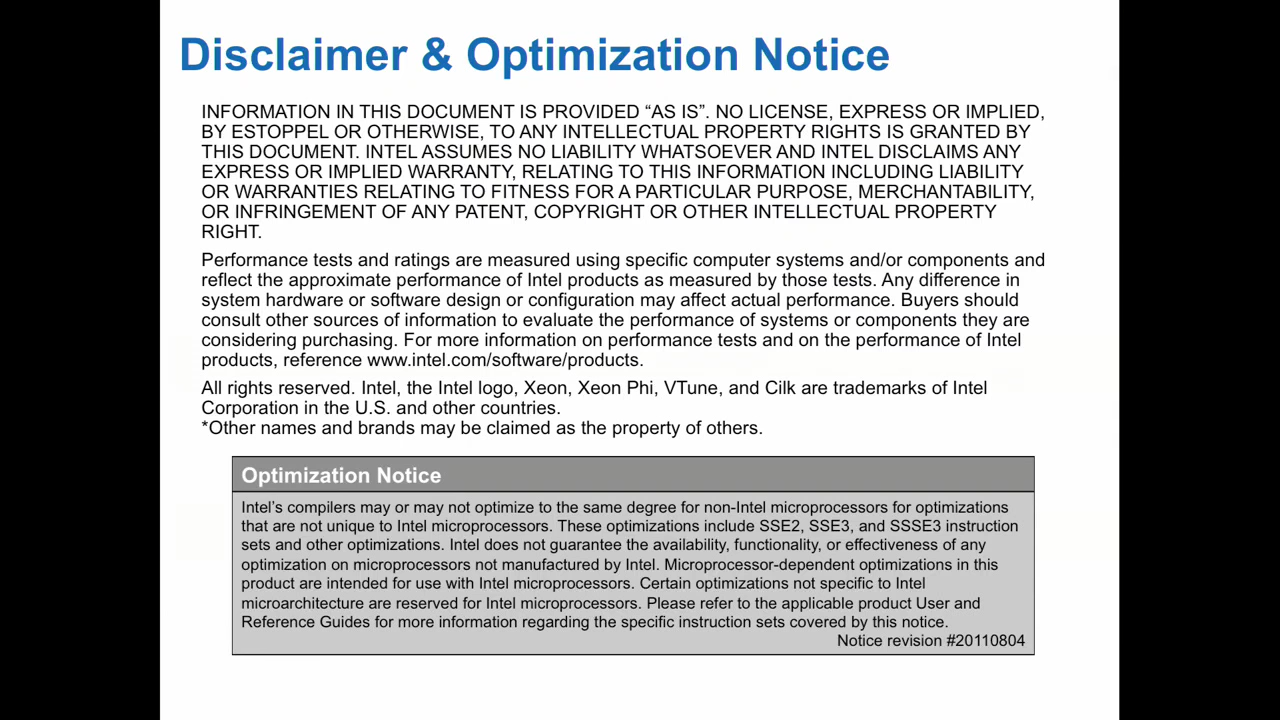 Disclaimer & Optimization Notice
INFORMATION IN THIS DOCUMENT IS PROVIDED “AS IS”. NO LICENSE, EXPRESS OR IMPLIED,
BY ESTOPPEL OR OTHERWISE, TO ANY INTELLECTUAL PROPERTY RIGHTS IS GRANTED BY
THIS DOCUMENT. INTEL ASSUMES NO LIABILITY WHATSOEVER AND INTEL DISCLAIMS ANY
EXPRESS OR IMPLIED WARRANTY, RELATING TO THIS INFORMATION INCLUDING LIABILITY
OR WARRANTIES RELATING TO FITNESS FOR A PARTICULAR PURPOSE, MERCHANTABILITY,
OR INFRINGEMENT OF ANY PATENT, COPYRIGHT OR OTHER INTELLECTUAL PROPERTY
RIGHT.
Performance tests and ratings are measured using specific computer systems and/or components and
reflect the approximate performance of Intel products as measured by those tests. Any difference in
system hardware or software design or configuration may affect actual performance. Buyers should
consult other sources of information to evaluate the performance of systems or components they are
considering purchasing. For more information on performance tests and on the performance of Intel
products, reference www.intel.com/software/products.
All rights reserved. Intel, the Intel logo, Xeon, Xeon Phi, VTune, and Cilk are trademarks of Intel
Corporation in the U.S. and other countries.
*Other names and brands may be claimed as the property of others.
Optimization Notice
Intel’s compilers may or may not optimize to the same degree for non-Intel microprocessors for optimizations
that are not unique to Intel microprocessors. These optimizations include SSE2, SSE3, and SSSE3 instruction
sets and other optimizations. Intel does not guarantee the availability, functionality, or effectiveness of any
optimization on microprocessors not manufactured by Intel. Microprocessor-dependent optimizations in this
product are intended for use with Intel microprocessors. Certain optimizations not specific to Intel
microarchitecture are reserved for Intel microprocessors. Please refer to the applicable product User and
Reference Guides for more information regarding the specific instruction sets covered by this notice.
Notice revision #20110804